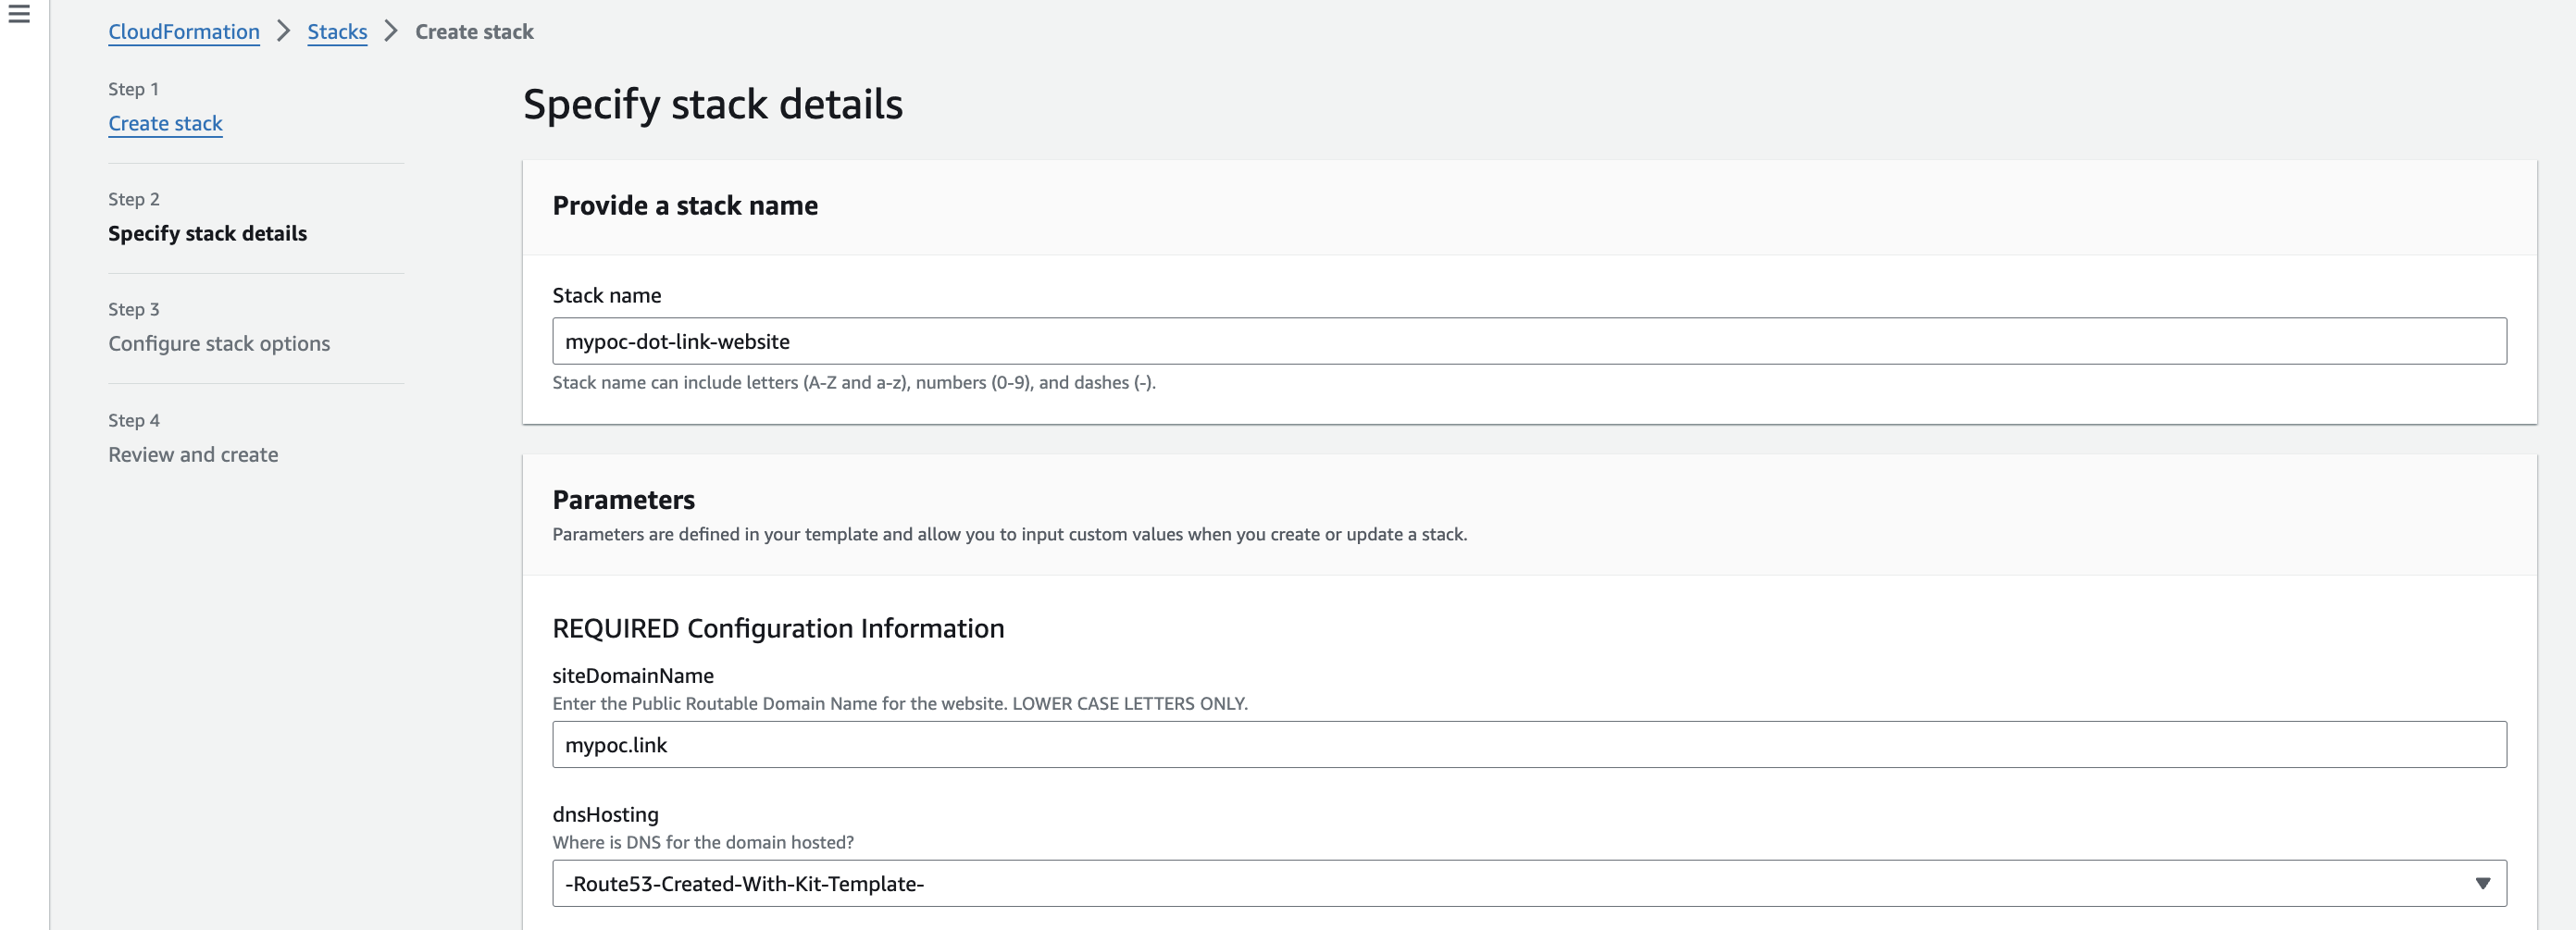 CloudFormation > Stacks > Create stack
Step 1
Create stack
Step 2
Specify stack details
Step 3
Configure stack options
Step 4
Review and create
Specify stack details
Provide a stack name
Stack name
mypoc-dot-link-website
Stack name can include letters (A-Z and a-z), numbers (0-9), and dashes (-).
Parameters
Parameters are defined in your template and allow you to input custom values when you create or update a stack.
REQUIRED Configuration Information
siteDomainName
Enter the Public Routable Domain Name for the website. LOWER CASE LETTERS ONLY.
mypoc.link
dnsHosting
Where is DNS for the domain hosted?
-Route53-Created-With-Kit-Template-